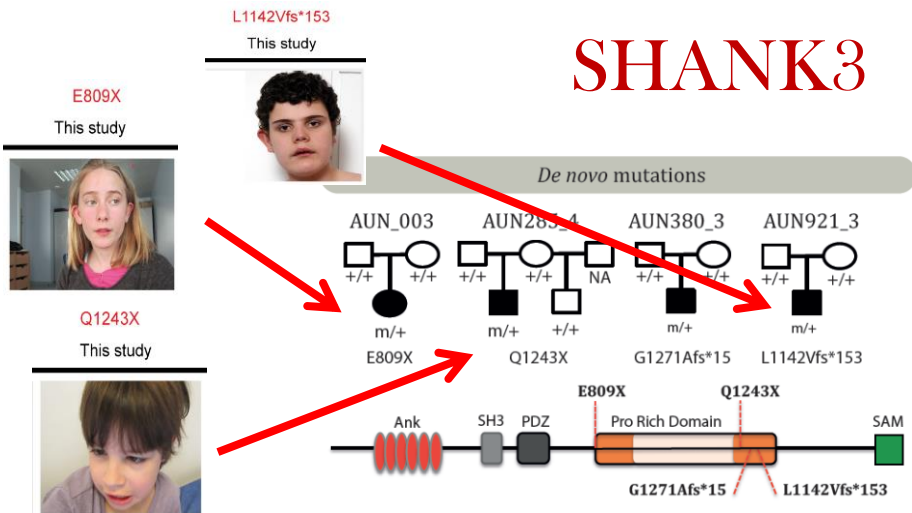 L1142Vfs*153
This study
SHANK3
E809X
This study
De novo mutations
AUN_003 AUN285_4 AUN380_3 AUN921_3
+/+ +/+ +/+ +/+ NA +/+ +/+ +/+ +/+
Q1243X
This study
m/+ m/+ +/+ m/+ m/+
E809X Q1243X G1271Afs*15 L1142Vfs*153
E809X Q1243X
Ank SH3 PDZ Pro Rich Domain SAM
G1271Afs*15 L1142Vfs*153